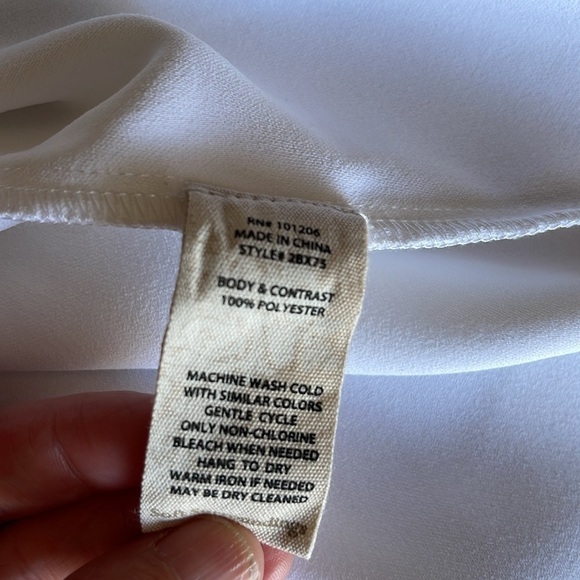 RN# 101206
MADE IN CHINA
STYLE# 2BX75
BODY & CONTRAST
100% POLYESTER
MACHINE WASH COLD
WITH SIMILAR COLORS
GENTLE CYCLE
ONLY NON-CHLORINE
BLEACH WHEN NEEDED
HANG TO DRY
WARM IRON IF NEEDED
MAY BE DRY CLEANED